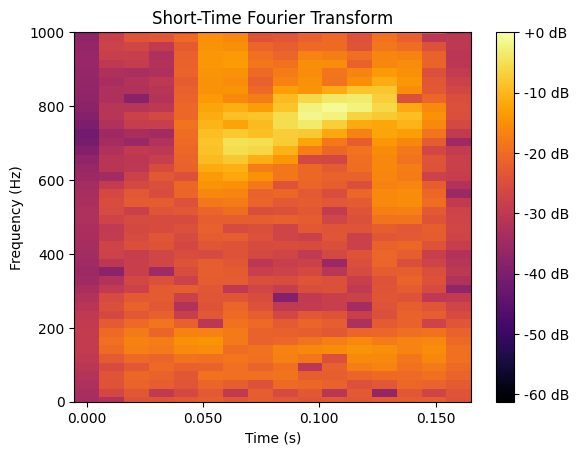 Short-Time Fourier Transform
1000
800
600
400
200
0
Frequency (Hz)
0.000
0.050
0.100
0.150
Time (s)
+0 dB
-10 dB
-20 dB
-30 dB
-40 dB
-50 dB
-60 dB